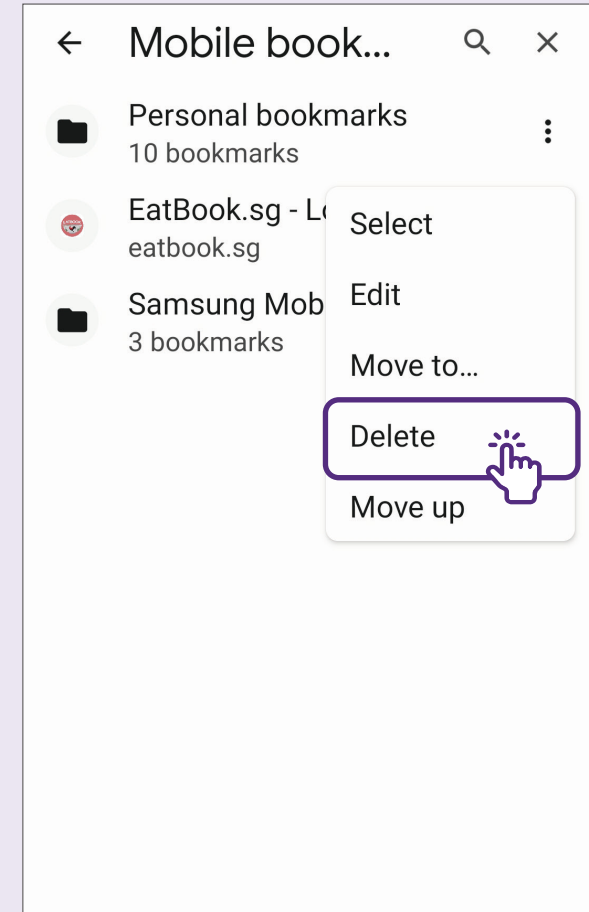 Mobile book...
Personal bookmarks
10 bookmarks
EatBook.sg - L
eatbook.sg
Samsung Mob
3 bookmarks
Select
Edit
Move to...
Delete
Move up